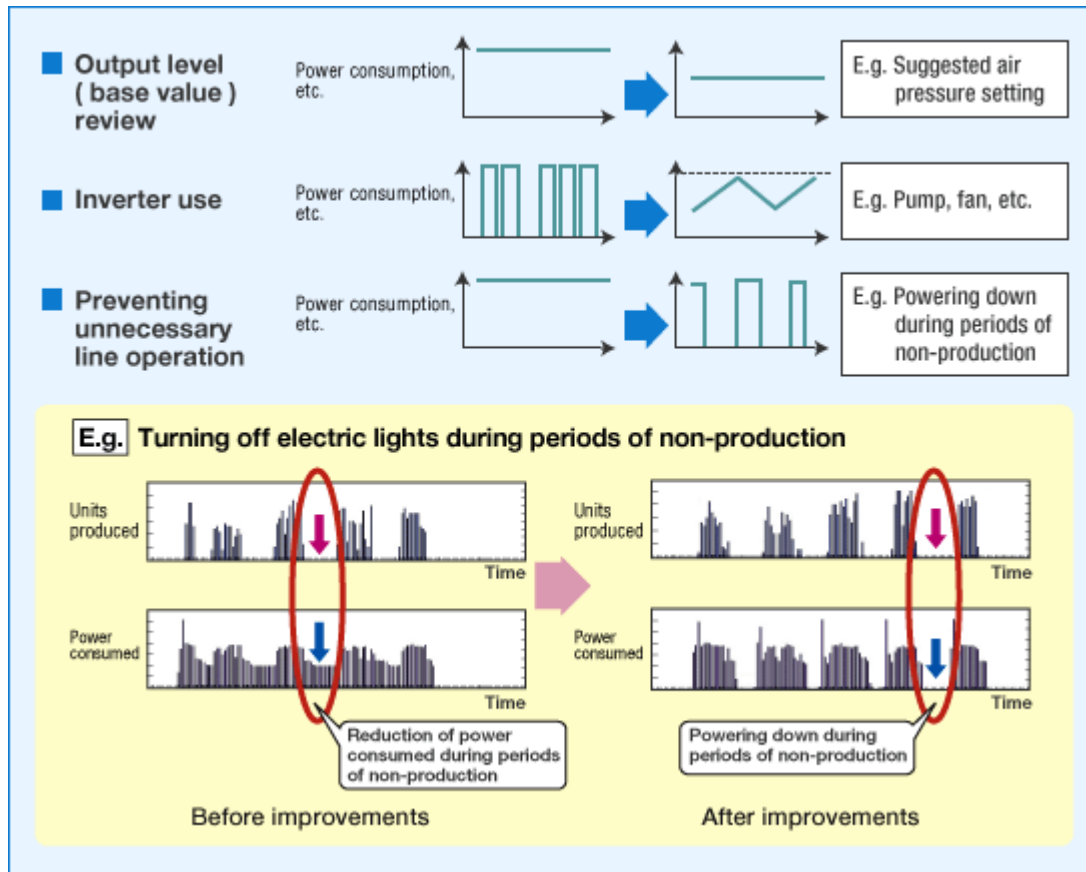 Output level
( base value )
review
Power consumption,
etc.
E.g. Suggested air
pressure setting
Inverter use
Power consumption,
etc.
E.g. Pump, fan, etc.
Preventing
unnecessary
line operation
Power consumption,
etc.
E.g. Powering down
during periods of
non-production
E.g. Turning off electric lights during periods of non-production
Units
produced
Time
Power
consumed
Time
Reduction of power
consumed during periods
of non-production
Before improvements
Units
produced
Time
Power
consumed
Time
Powering down during
periods of non-production
After improvements